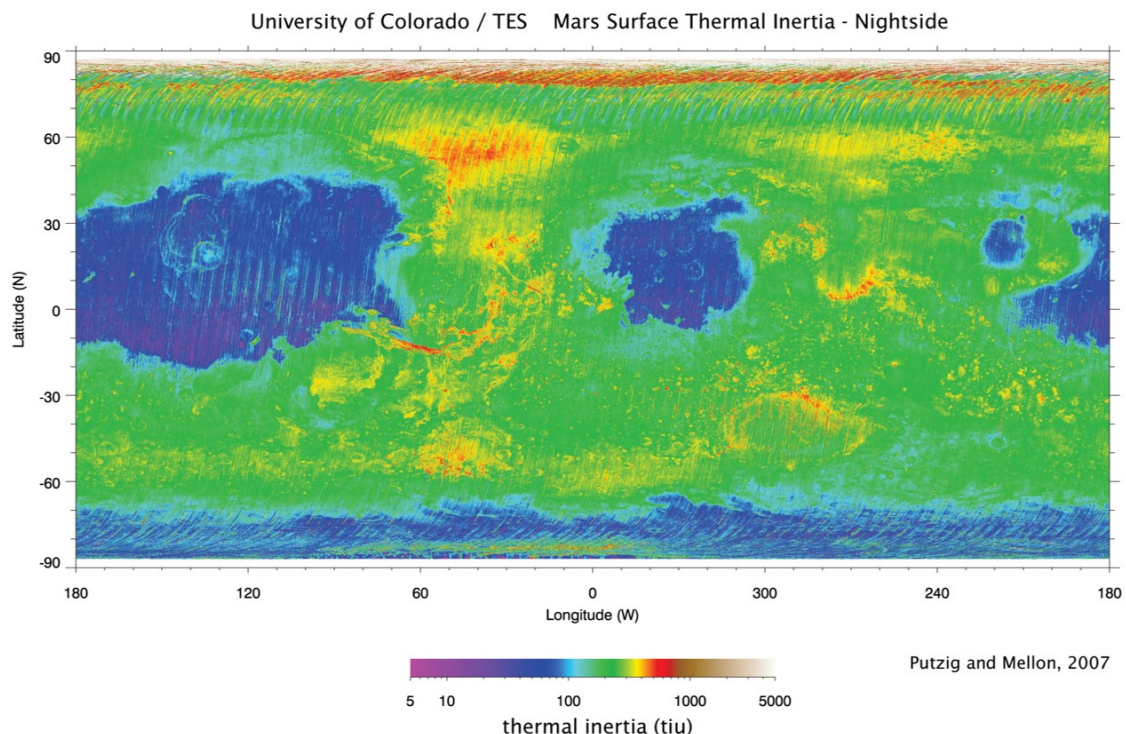 University of Colorado / TES    Mars Surface Thermal Inertia - Nightside
90
60
30
0
-30
-60
-90
Latitude (N)
180 120 60 0 300 240 180
Longitude (W)
5 10 100 1000 5000
thermal inertia (tiu)
Putzig and Mellon, 2007